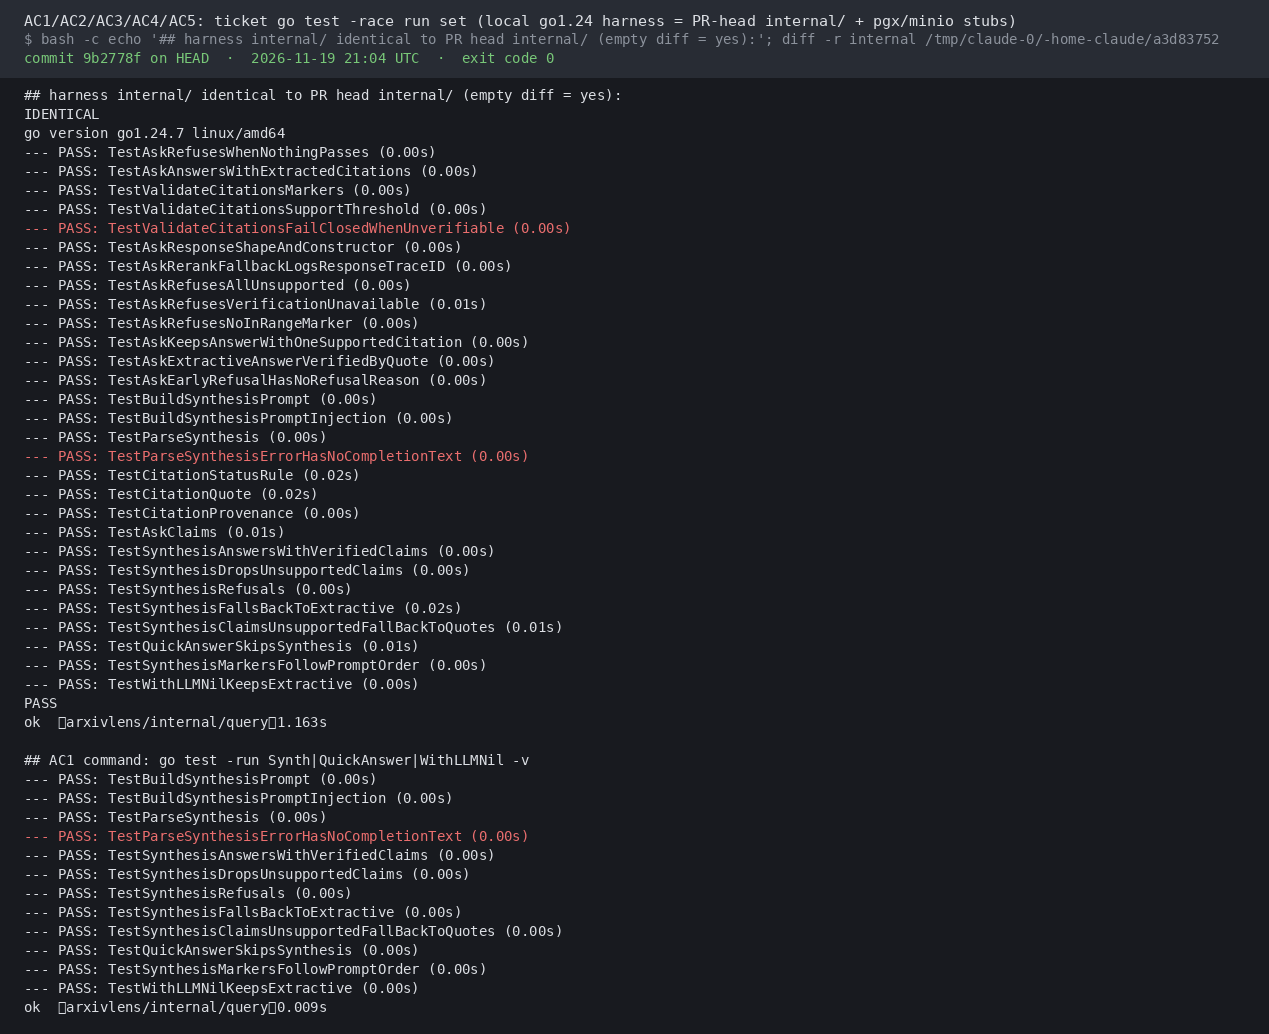 AC1/AC2/AC3/AC4/AC5: ticket go test -race run set (local go1.24 harness = PR-head internal/ + pgx/minio stubs)
$ bash -c echo '## harness internal/ identical to PR head internal/ (empty diff = yes):'; diff -r internal /tmp/claude-0/-home-claude/a3d83752
commit 9b2778f on HEAD · 2026-11-19 21:04 UTC · exit code 0
## harness internal/ identical to PR head internal/ (empty diff = yes):
IDENTICAL
go version go1.24.7 linux/amd64
--- PASS: TestAskRefusesWhenNothingPasses (0.00s)
--- PASS: TestAskAnswersWithExtractedCitations (0.00s)
--- PASS: TestValidateCitationsMarkers (0.00s)
--- PASS: TestValidateCitationsSupportThreshold (0.00s)
--- PASS: TestValidateCitationsFailClosedWhenUnverifiable (0.00s)
--- PASS: TestAskResponseShapeAndConstructor (0.00s)
--- PASS: TestAskRerankFallbackLogsResponseTraceID (0.00s)
--- PASS: TestAskRefusesAllUnsupported (0.00s)
--- PASS: TestAskRefusesVerificationUnavailable (0.01s)
--- PASS: TestAskRefusesNoInRangeMarker (0.00s)
--- PASS: TestAskKeepsAnswerWithOneSupportedCitation (0.00s)
--- PASS: TestAskExtractiveAnswerVerifiedByQuote (0.00s)
--- PASS: TestAskEarlyRefusalHasNoRefusalReason (0.00s)
--- PASS: TestBuildSynthesisPrompt (0.00s)
--- PASS: TestBuildSynthesisPromptInjection (0.00s)
--- PASS: TestParseSynthesis (0.00s)
--- PASS: TestParseSynthesisErrorHasNoCompletionText (0.00s)
--- PASS: TestCitationStatusRule (0.02s)
--- PASS: TestCitationQuote (0.02s)
--- PASS: TestCitationProvenance (0.00s)
--- PASS: TestAskClaims (0.01s)
--- PASS: TestSynthesisAnswersWithVerifiedClaims (0.00s)
--- PASS: TestSynthesisDropsUnsupportedClaims (0.00s)
--- PASS: TestSynthesisRefusals (0.00s)
--- PASS: TestSynthesisFallsBackToExtractive (0.02s)
--- PASS: TestSynthesisClaimsUnsupportedFallBackToQuotes (0.01s)
--- PASS: TestQuickAnswerSkipsSynthesis (0.01s)
--- PASS: TestSynthesisMarkersFollowPromptOrder (0.00s)
--- PASS: TestWithLLMNilKeepsExtractive (0.00s)
PASS
ok  arxivlens/internal/query 1.163s
## AC1 command: go test -run Synth|QuickAnswer|WithLLMNil -v
--- PASS: TestBuildSynthesisPrompt (0.00s)
--- PASS: TestBuildSynthesisPromptInjection (0.00s)
--- PASS: TestParseSynthesis (0.00s)
--- PASS: TestParseSynthesisErrorHasNoCompletionText (0.00s)
--- PASS: TestSynthesisAnswersWithVerifiedClaims (0.00s)
--- PASS: TestSynthesisDropsUnsupportedClaims (0.00s)
--- PASS: TestSynthesisRefusals (0.00s)
--- PASS: TestSynthesisFallsBackToExtractive (0.00s)
--- PASS: TestSynthesisClaimsUnsupportedFallBackToQuotes (0.00s)
--- PASS: TestQuickAnswerSkipsSynthesis (0.00s)
--- PASS: TestSynthesisMarkersFollowPromptOrder (0.00s)
--- PASS: TestWithLLMNilKeepsExtractive (0.00s)
ok  arxivlens/internal/query 0.009s